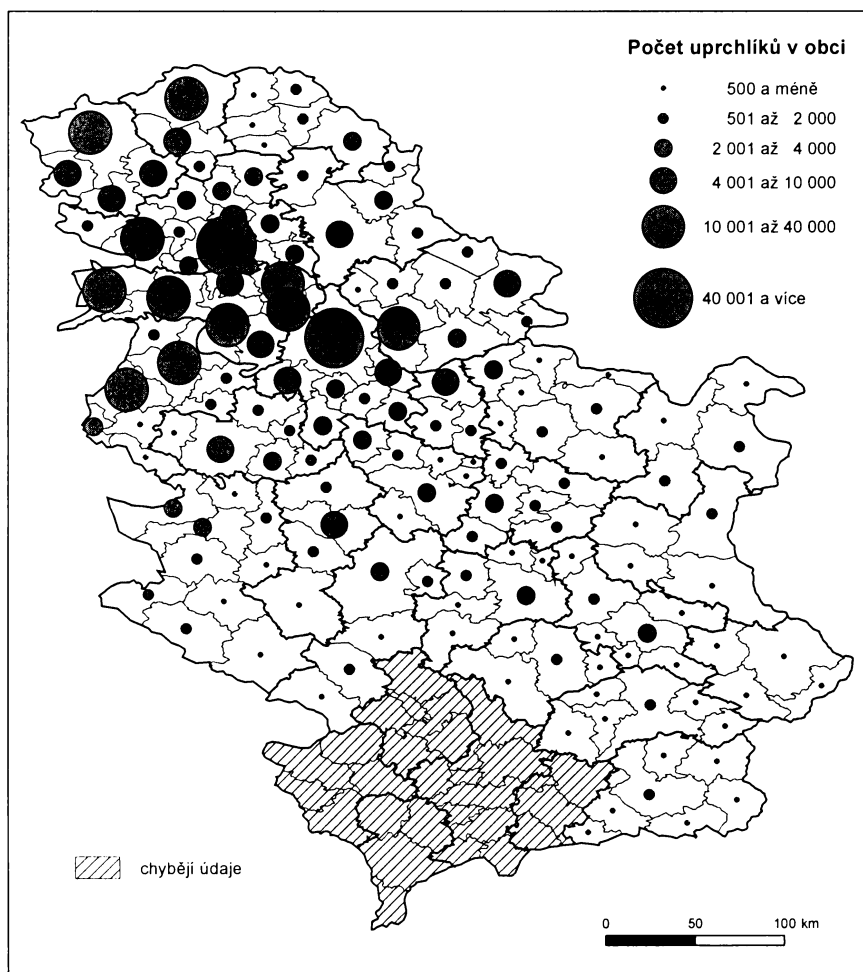 Počet uprchlíků v obci
500 a méně
501 až 2 000
2 001 až 4 000
4 001 až 10 000
10 001 až 40 000
40 001 a více
chybějí údaje
0 50 100 km